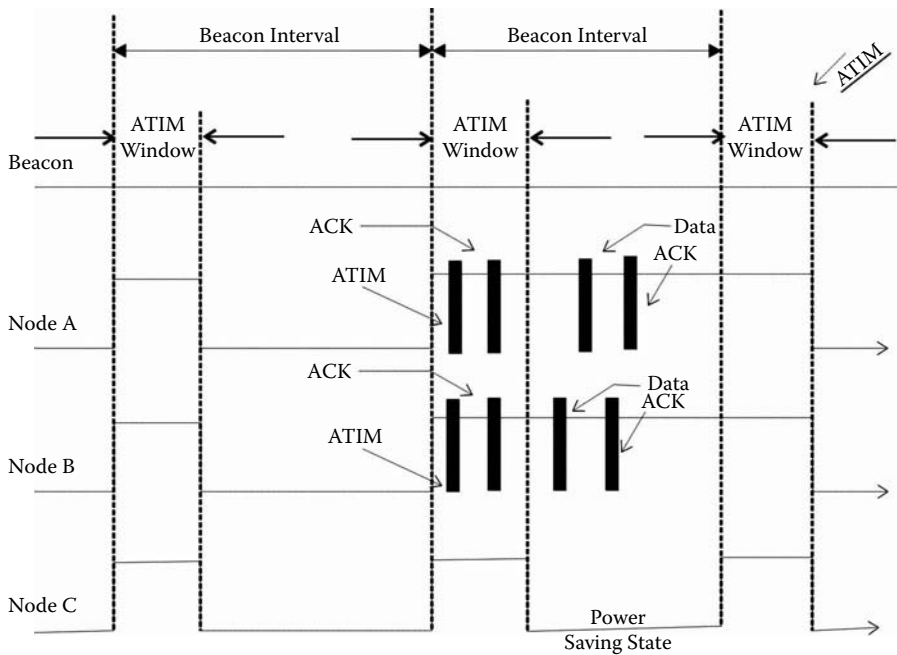 Beacon Interval
Beacon Interval
ATIM
ATIM
Window
ATIM
Window
ATIM
Window
Beacon
ACK
Data
ACK
ATIM
Node A
ACK
Data
ACK
ATIM
Node B
Node C
Power
Saving State